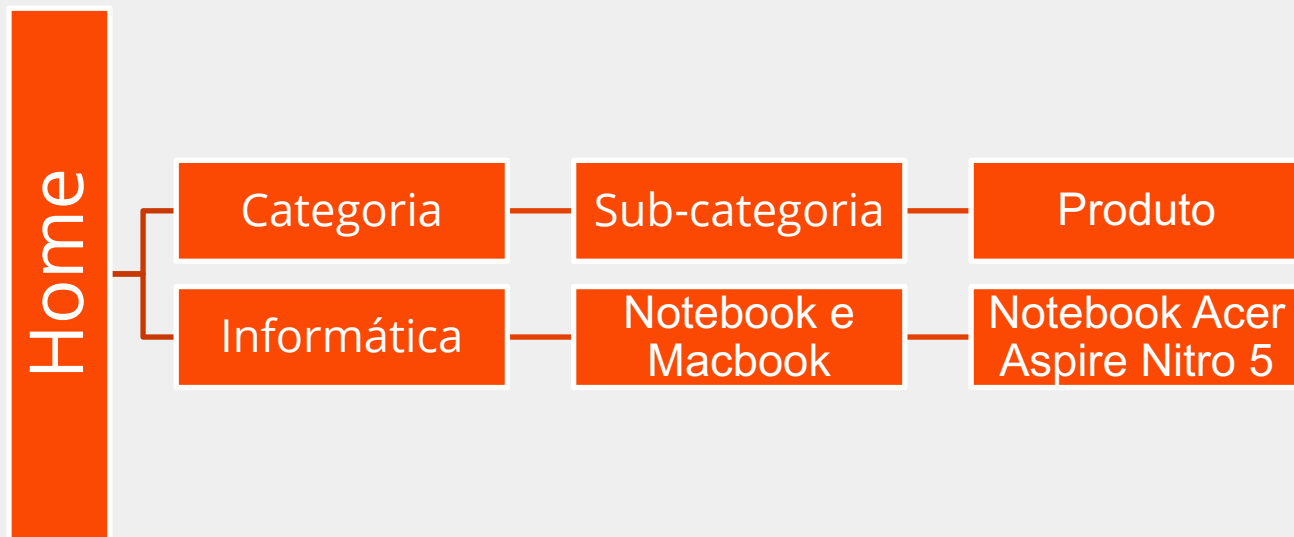 Home
Categoria
Sub-categoria
Produto
Informática
Notebook e
Macbook
Notebook Acer
Aspire Nitro 5